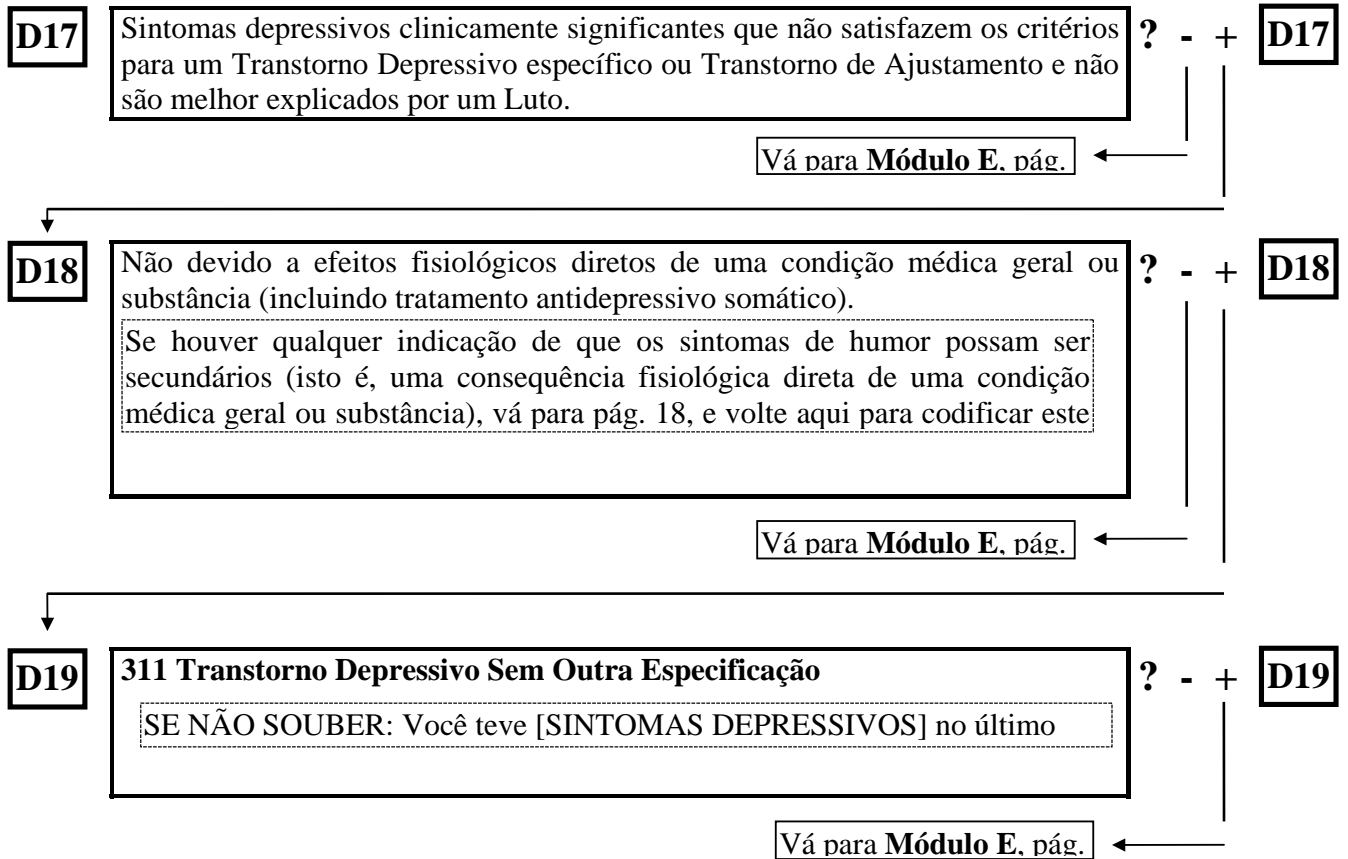 D17 Sintomas depressivos clinicamente significantes que não satisfazem os critérios ? - + D17
para um Transtorno Depressivo específico ou Transtorno de Ajustamento e não
são melhor explicados por um Luto.
Vá para Módulo E, pág.
D18 Não devido a efeitos fisiológicos diretos de uma condição médica geral ou ? - + D18
substância (incluindo tratamento antidepressivo somático).
Se houver qualquer indicação de que os sintomas de humor possam ser
secundários (isto é, uma consequência fisiológica direta de uma condição
médica geral ou substância), vá para pág. 18, e volte aqui para codificar este
Vá para Módulo E, pág.
D19 311 Transtorno Depressivo Sem Outra Especificação ? - + D19
SE NÃO SOUBER: Você teve [SINTOMAS DEPRESSIVOS] no último
Vá para Módulo E, pág.